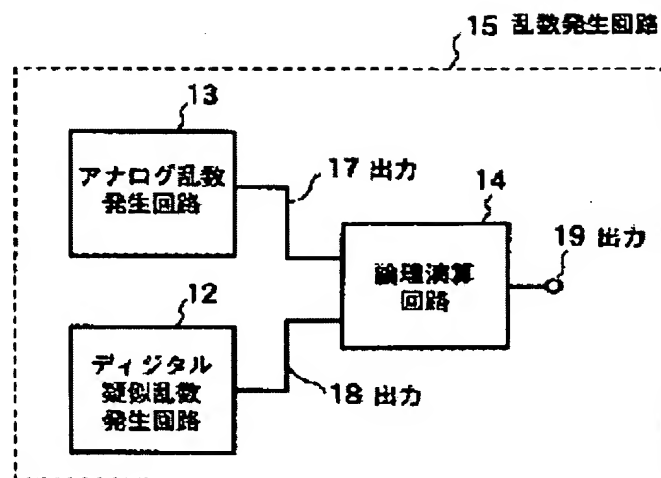 15 乱数発生回路
13
アナログ乱数
発生回路
17 出力
14
論理演算
回路
19 出力
12
ディジタル
疑似乱数
発生回路
18 出力